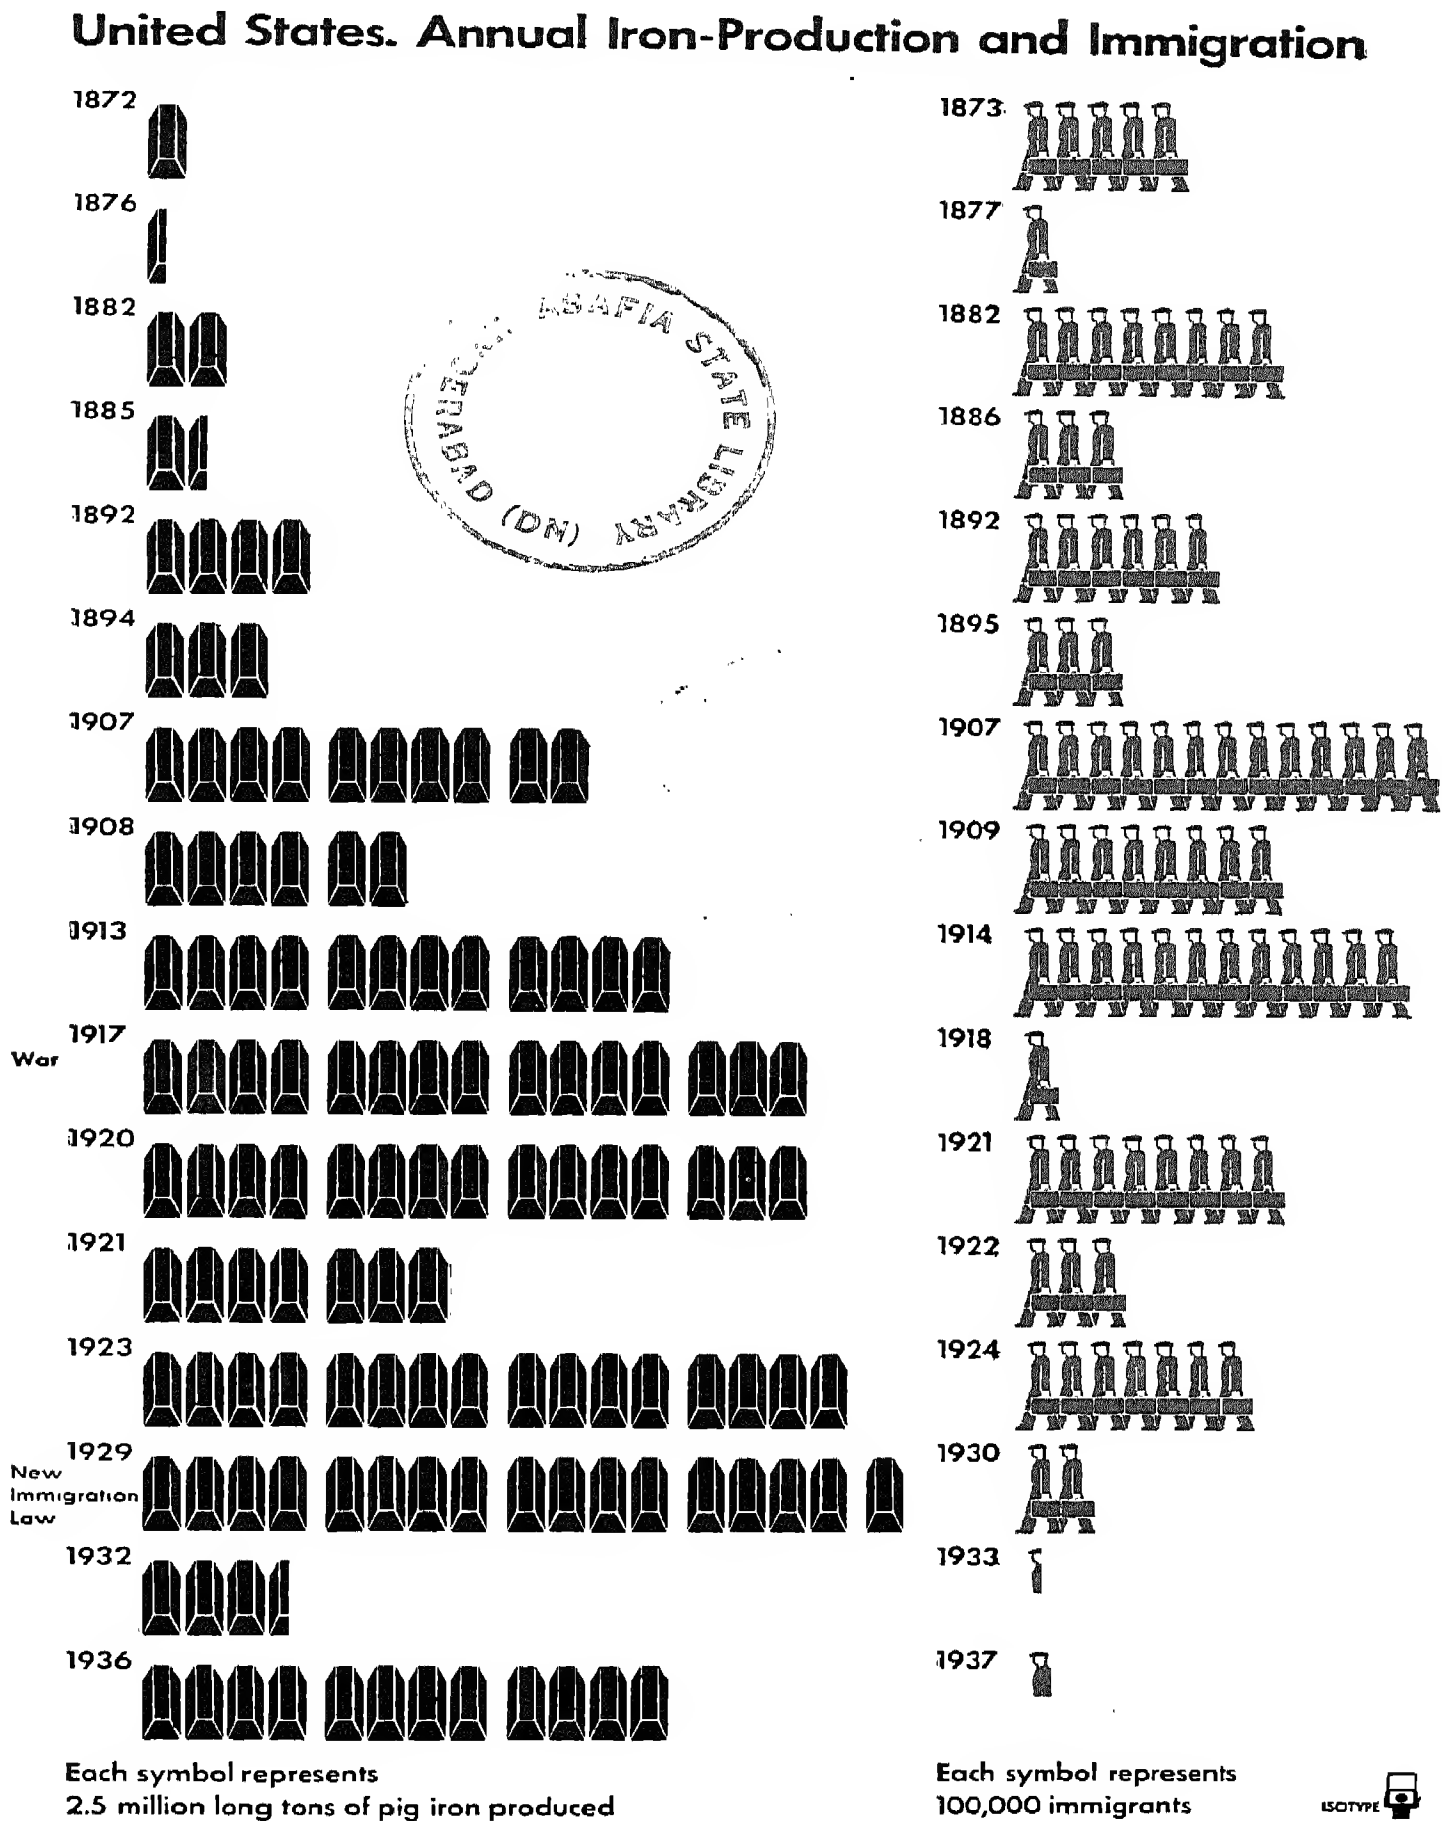 United States. Annual Iron-Production and Immigration
1872 1873
1876 1877
1882 1882
1885 1886
1892 1892
1894 1895
1907 1907
1908 1909
1913 1914
War 1917 1918
1920 1921
1921 1922
1923 1924
1929 1930
New
Immigration
Law
1932 1933
1936 1937
Each symbol represents
2.5 million long tons of pig iron produced
Each symbol represents
100,000 immigrants
ISOTYPE
STATE LIBRARY
(DN)